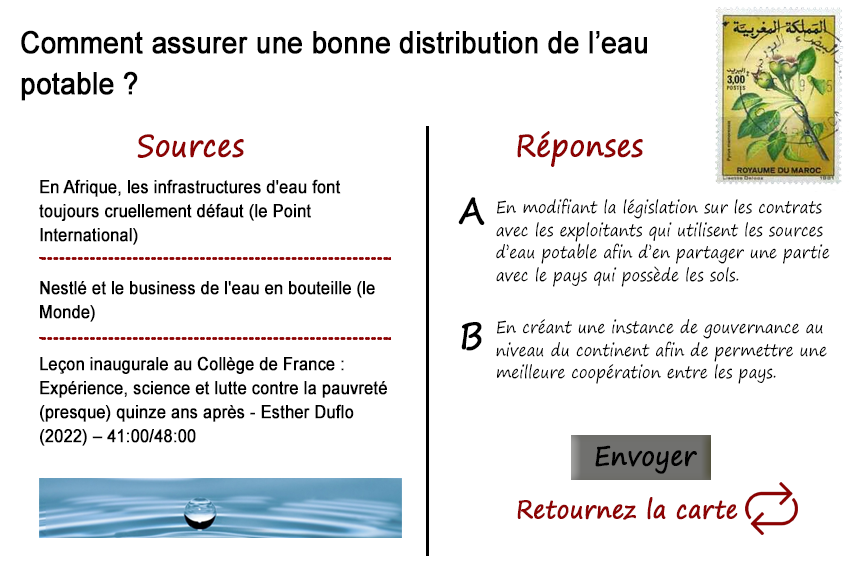 Comment assurer une bonne distribution de l’eau
potable ?
المملكة المغربية
البريد
3,00
POSTES
ROYAUME DU MAROC
1981
Sources
En Afrique, les infrastructures d'eau font
toujours cruellement défaut (le Point
International)
Nestlé et le business de l'eau en bouteille (le
Monde)
Leçon inaugurale au Collège de France :
Expérience, science et lutte contre la pauvreté
(presque) quinze ans après - Esther Duflo
(2022) – 41:00/48:00
Réponses
A
En modifiant la législation sur les contrats
avec les exploitants qui utilisent les sources
d’eau potable afin d’en partager une partie
avec le pays qui possède les sols.
B
En créant une instance de gouvernance au
niveau du continent afin de permettre une
meilleure coopération entre les pays.
Envoyer
Retournez la carte